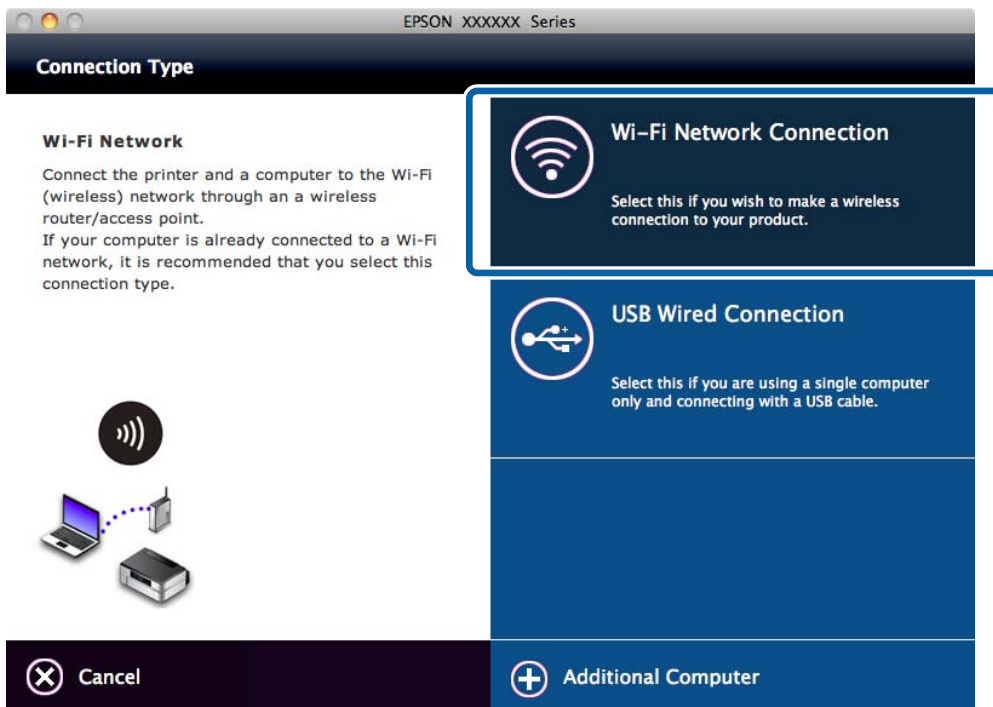 EPSON XXXXXX Series
Connection Type
Wi-Fi Network
Connect the printer and a computer to the Wi-Fi
(wireless) network through an a wireless
router/access point.
If your computer is already connected to a Wi-Fi
network, it is recommended that you select this
connection type.
Wi-Fi Network Connection
Select this if you wish to make a wireless
connection to your product.
USB Wired Connection
Select this if you are using a single computer
only and connecting with a USB cable.
Cancel
Additional Computer